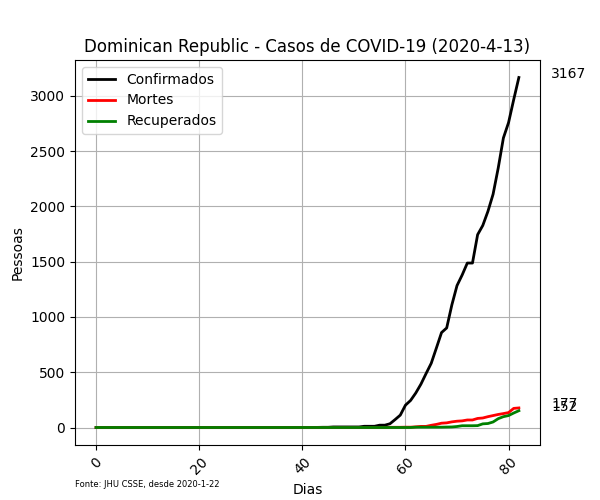 Dominican Republic - Casos de COVID-19 (2020-4-13)
Confirmados
Mortes
Recuperados
3167
177
152
3000
2500
2000
1500
1000
500
0
Pessoas
0
20
40
60
80
Dias
Fonte: JHU CSSE, desde 2020-1-22